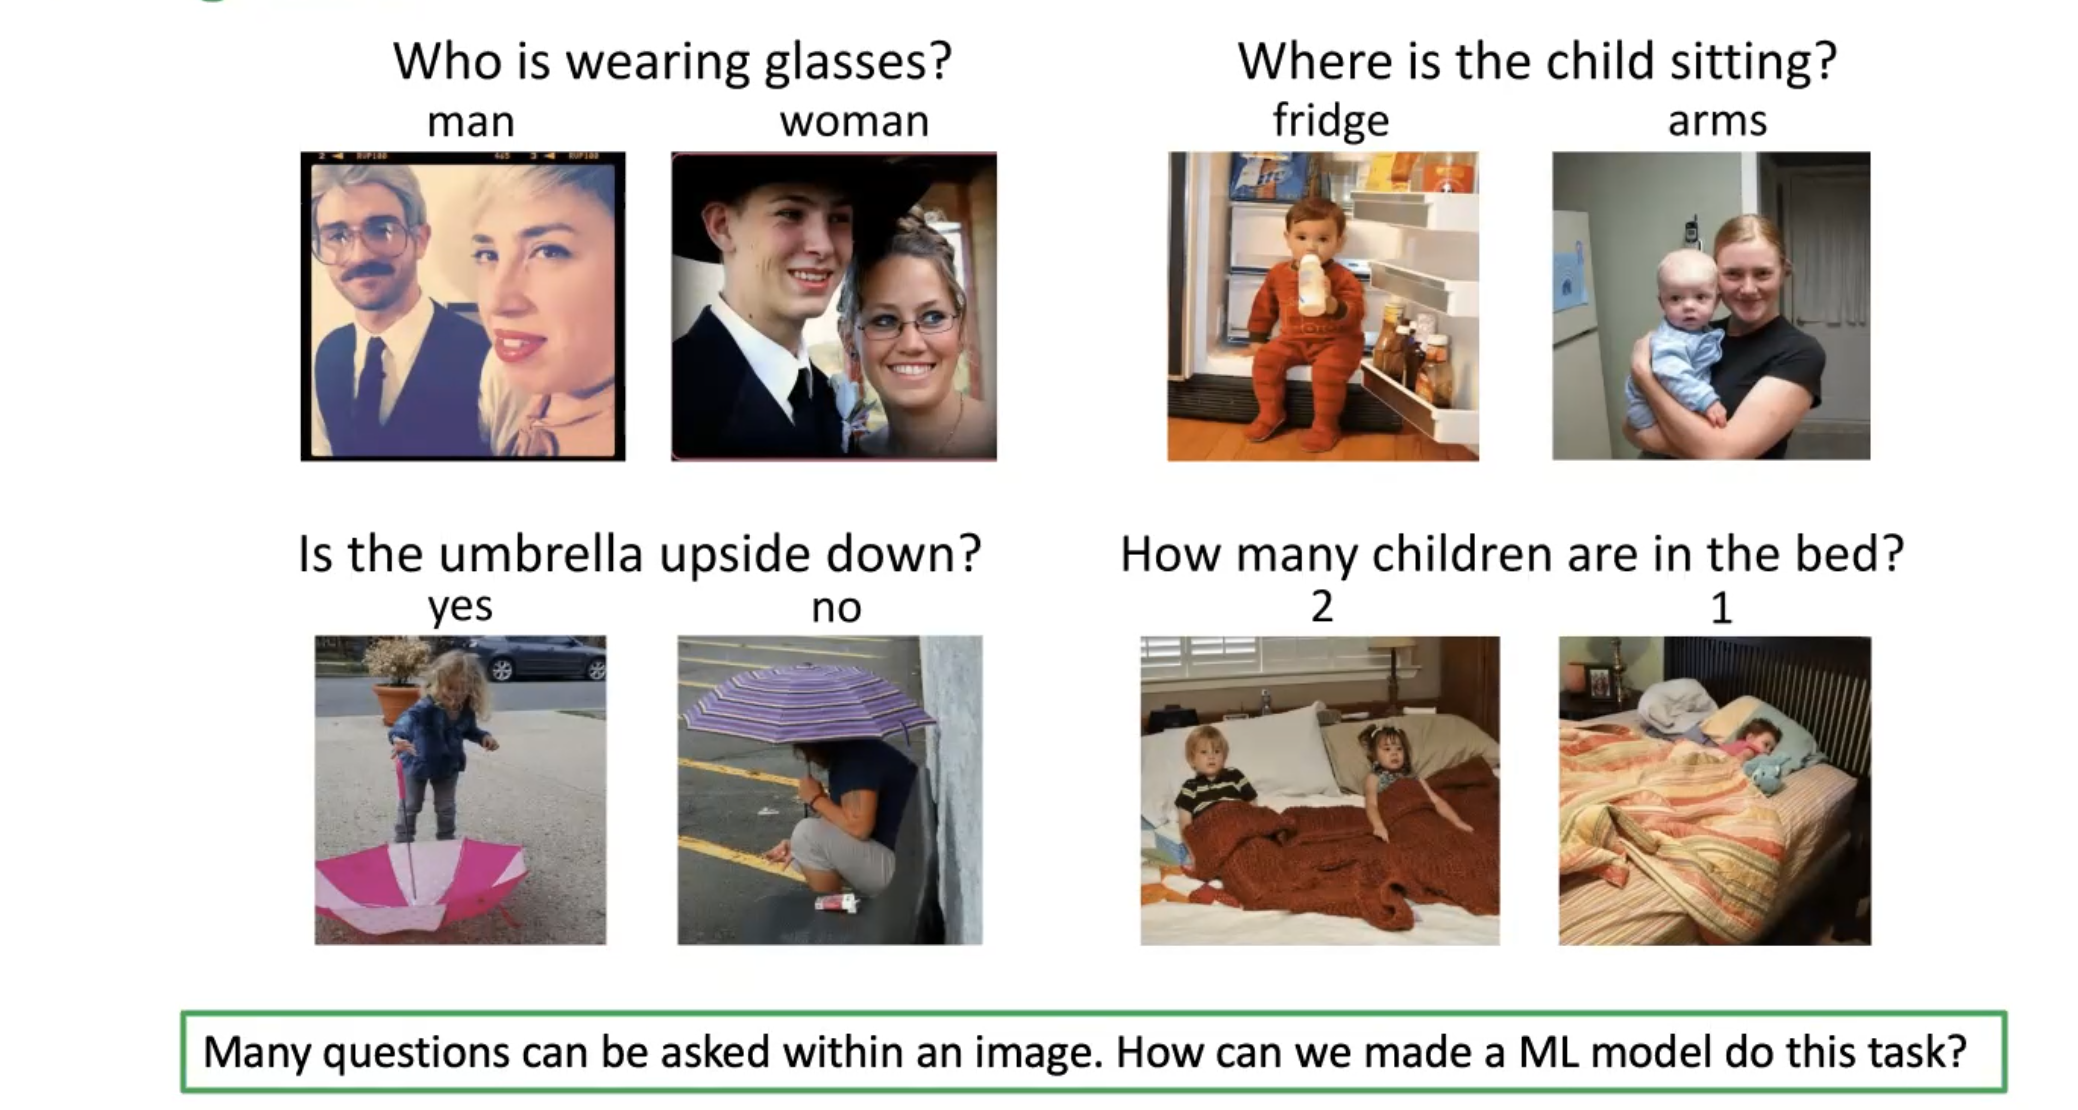 Who is wearing glasses?
man
woman
Where is the child sitting?
fridge
arms
Is the umbrella upside down?
yes
no
How many children are in the bed?
2
1
Many questions can be asked within an image. How can we made a ML model do this task?